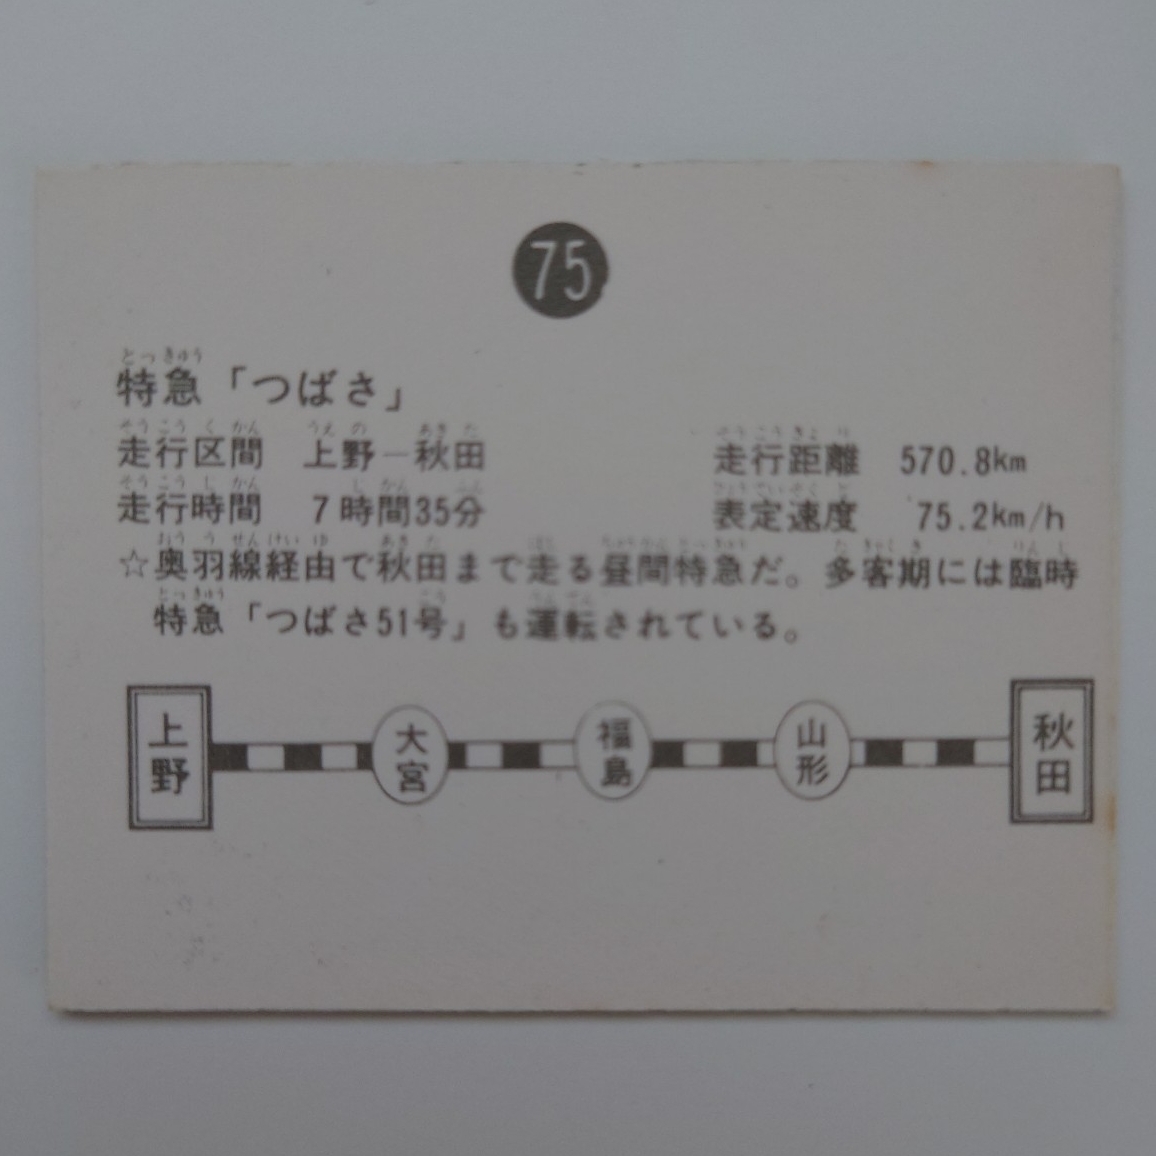 75
特急「つばさ」
走行区間 上野―秋田 走行距離 570.8km
走行時間 7時間35分 表定速度 75.2km/h
☆奥羽線経由で秋田まで走る昼間特急だ。多客期には臨時
特急「つばさ51号」も運転されている。
上野 大宮 福島 山形 秋田